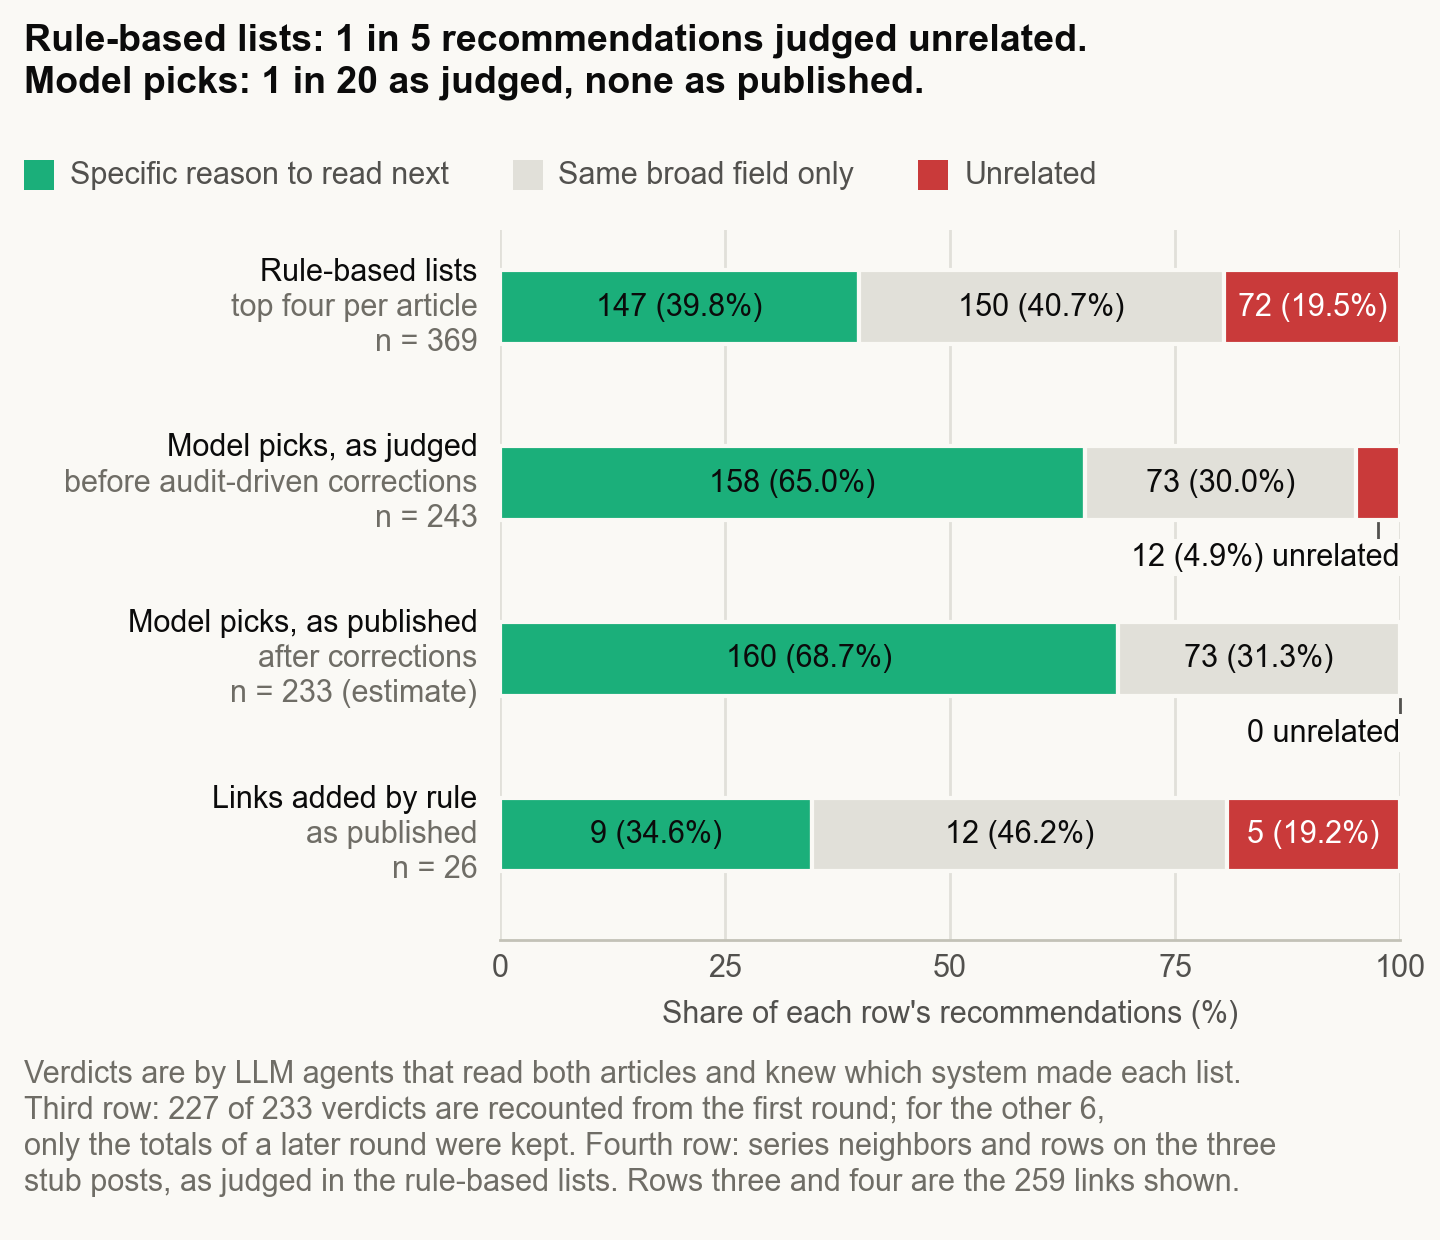 Rule-based lists: 1 in 5 recommendations judged unrelated.
Model picks: 1 in 20 as judged, none as published.
Specific reason to read next
Same broad field only
Unrelated
Rule-based lists
top four per article
n = 369
147 (39.8%)
150 (40.7%)
72 (19.5%)
Model picks, as judged
before audit-driven corrections
n = 243
158 (65.0%)
73 (30.0%)
12 (4.9%) unrelated
Model picks, as published
after corrections
n = 233 (estimate)
160 (68.7%)
73 (31.3%)
0 unrelated
Links added by rule
as published
n = 26
9 (34.6%)
12 (46.2%)
5 (19.2%)
0
25
50
75
100
Share of each row's recommendations (%)
Verdicts are by LLM agents that read both articles and knew which system made each list.
Third row: 227 of 233 verdicts are recounted from the first round; for the other 6,
only the totals of a later round were kept. Fourth row: series neighbors and rows on the three
stub posts, as judged in the rule-based lists. Rows three and four are the 259 links shown.